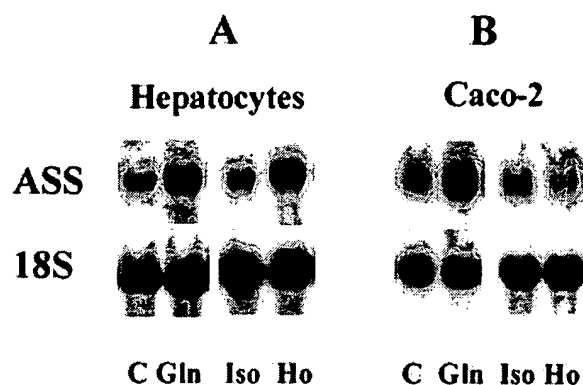 A B
Hepatocytes Caco-2
ASS
18S
C Gln Iso Ho C Gln Iso Ho